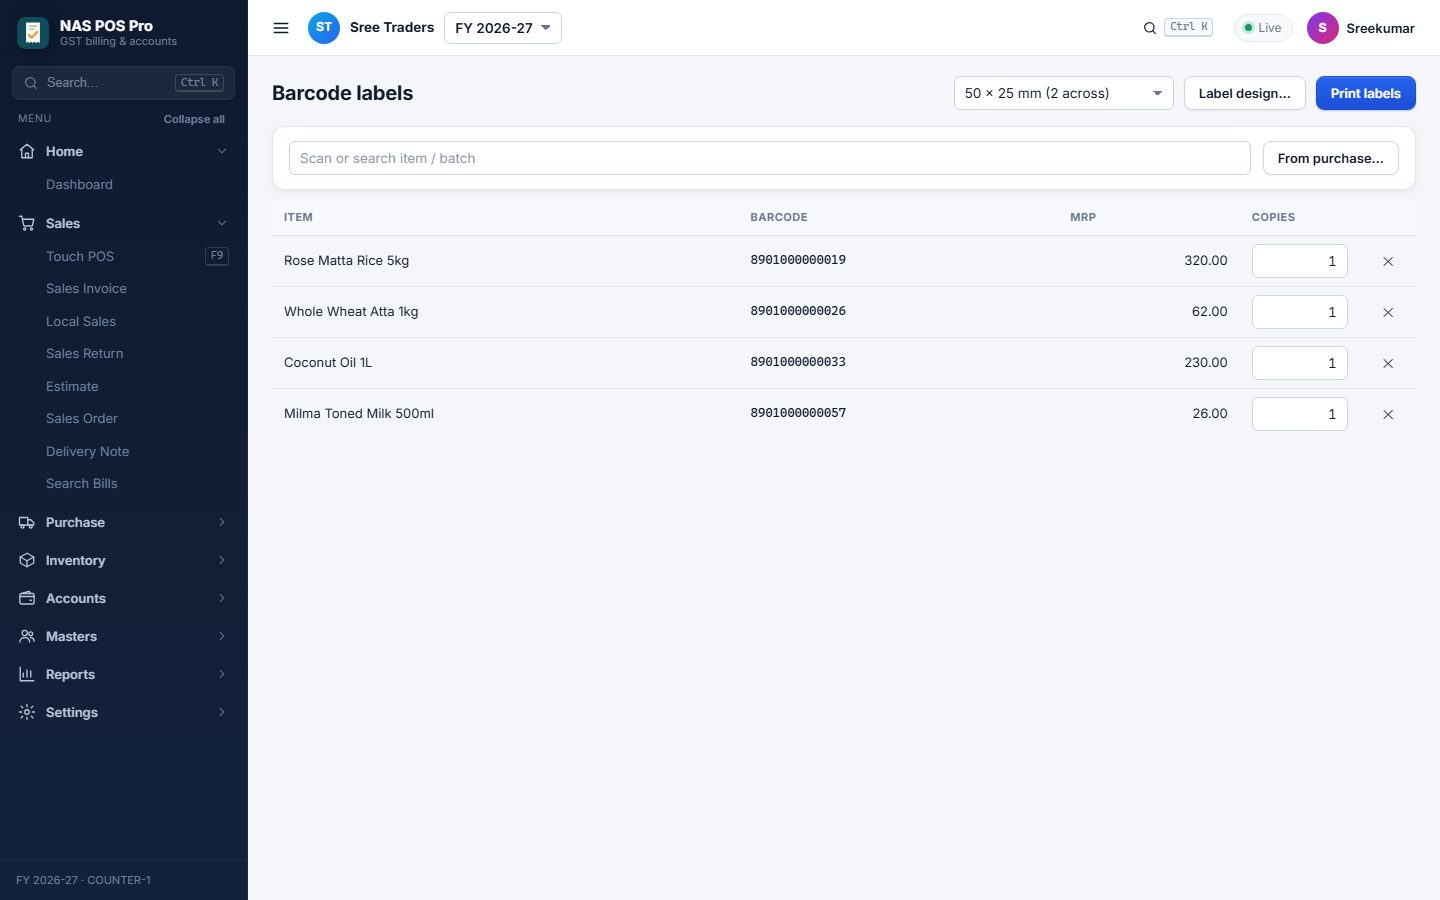 NAS POS Pro
GST billing & accounts
Search... Ctrl K
MENU Collapse all
Home
Dashboard
Sales
Touch POS F9
Sales Invoice
Local Sales
Sales Return
Estimate
Sales Order
Delivery Note
Search Bills
Purchase
Inventory
Accounts
Masters
Reports
Settings
FY 2026-27 · COUNTER-1
ST Sree Traders FY 2026-27 Ctrl K Live S Sreekumar
Barcode labels 50 × 25 mm (2 across) Label design... Print labels
Scan or search item / batch From purchase...
ITEM BARCODE MRP COPIES
Rose Matta Rice 5kg 8901000000019 320.00 1
Whole Wheat Atta 1kg 8901000000026 62.00 1
Coconut Oil 1L 8901000000033 230.00 1
Milma Toned Milk 500ml 8901000000057 26.00 1